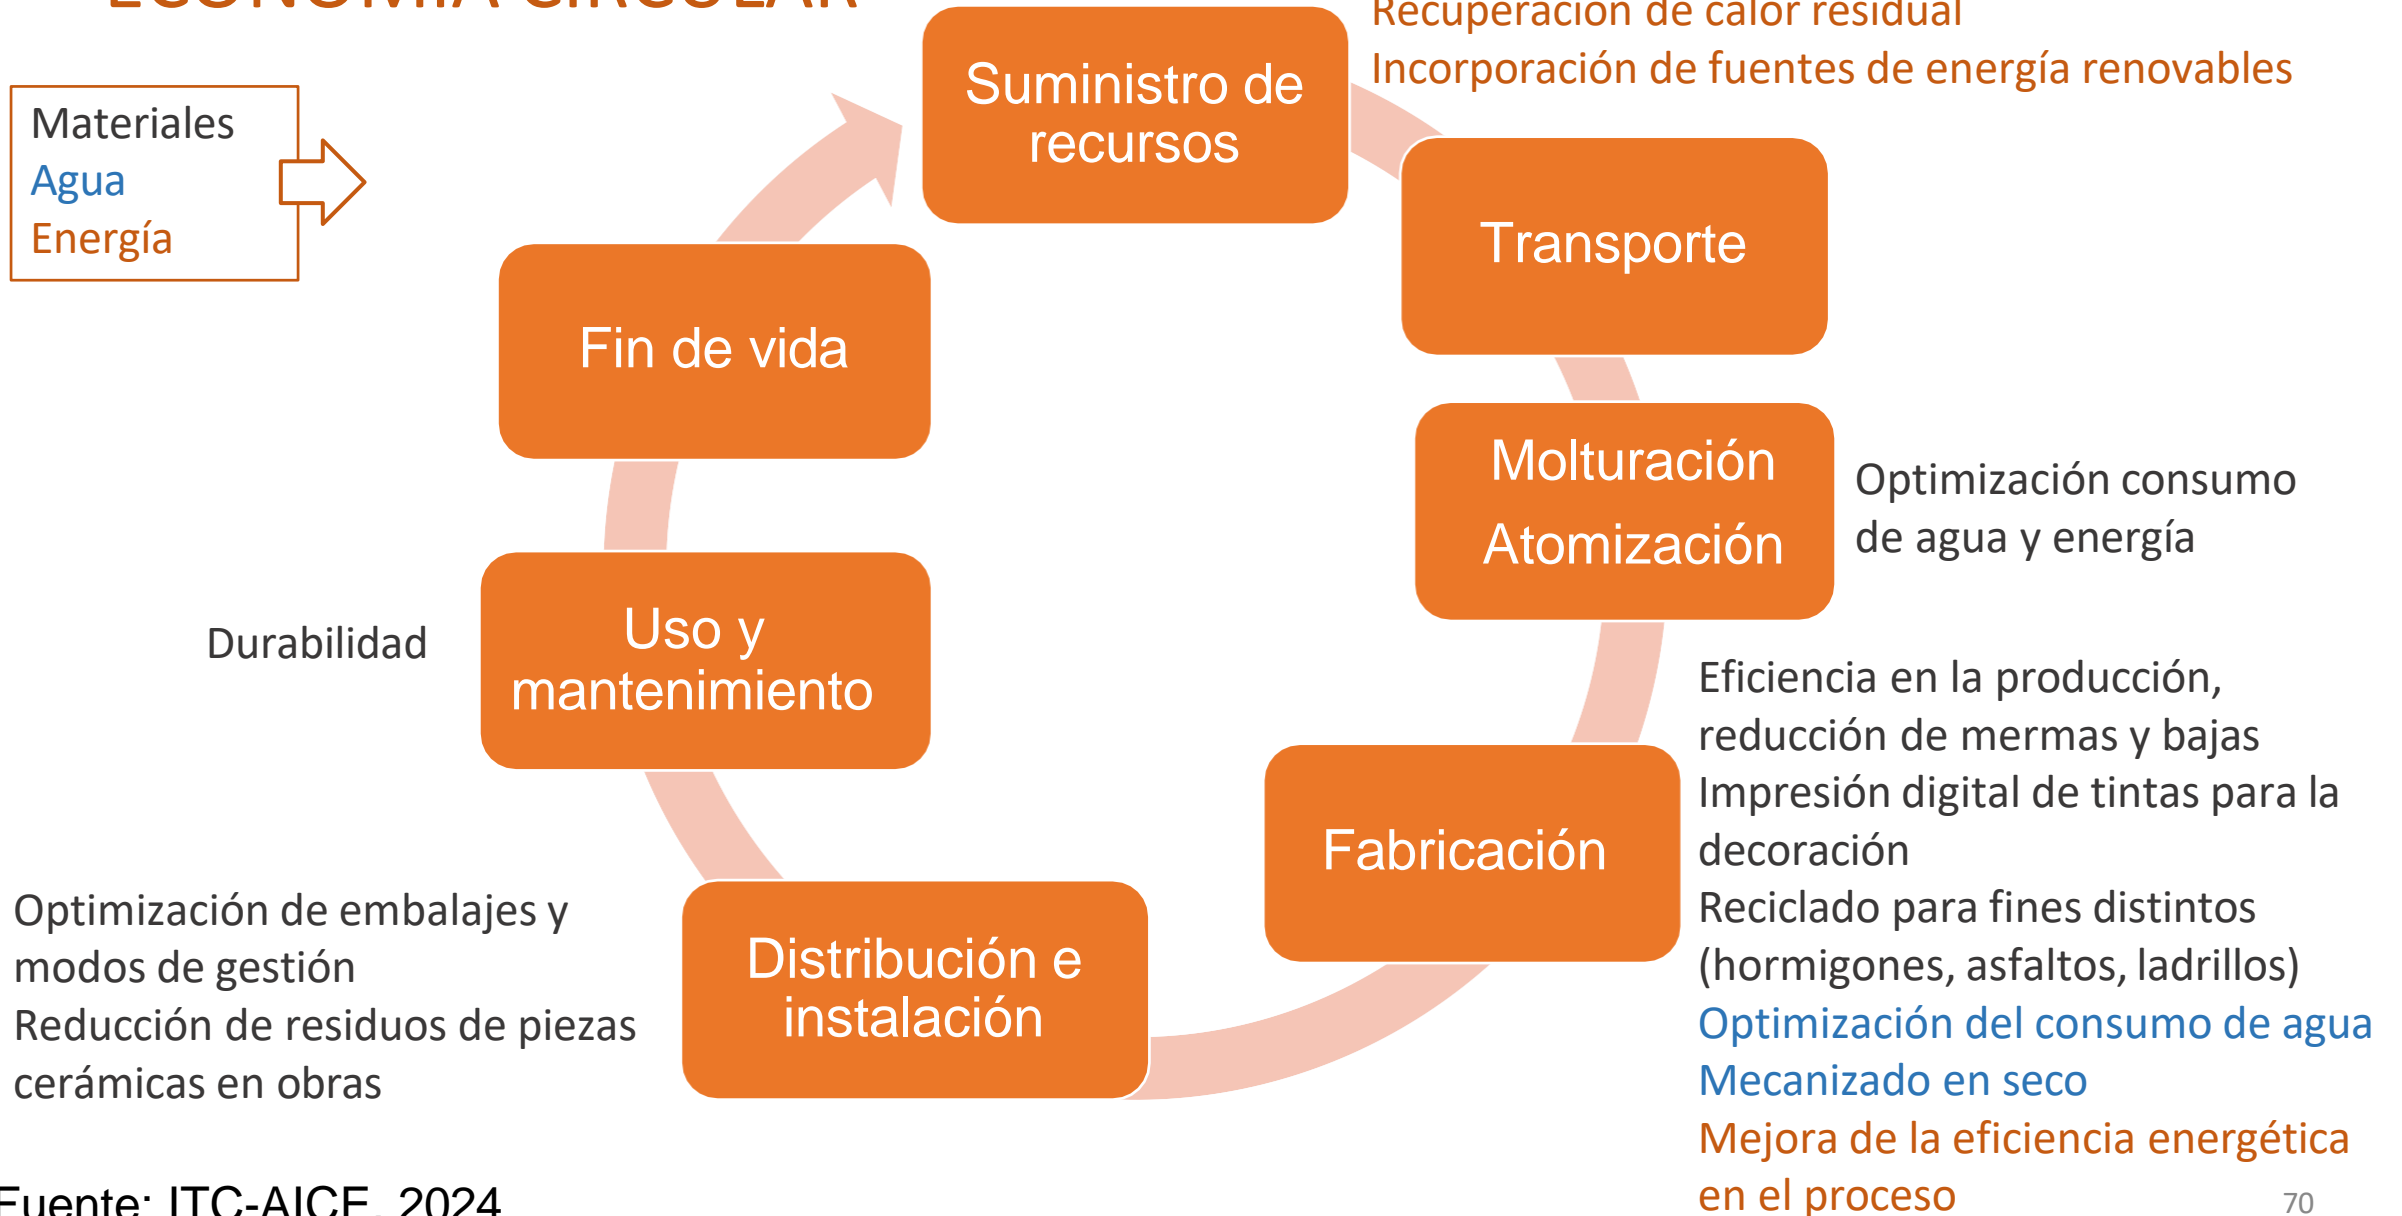 ECONOMÍA CIRCULAR
Recuperación de calor residual
Incorporación de fuentes de energía renovables
Materiales
Agua
Energía
Suministro de
recursos
Transporte
Molturación
Atomización
Optimización consumo
de agua y energía
Fabricación
Eficiencia en la producción,
reducción de mermas y bajas
Impresión digital de tintas para la
decoración
Reciclado para fines distintos
(hormigones, asfaltos, ladrillos)
Optimización del consumo de agua
Mecanizado en seco
Mejora de la eficiencia energética
en el proceso
Distribución e
instalación
Optimización de embalajes y
modos de gestión
Reducción de residuos de piezas
cerámicas en obras
Uso y
mantenimiento
Durabilidad
Fin de vida
Fuente: ITC-AICE, 2024
70